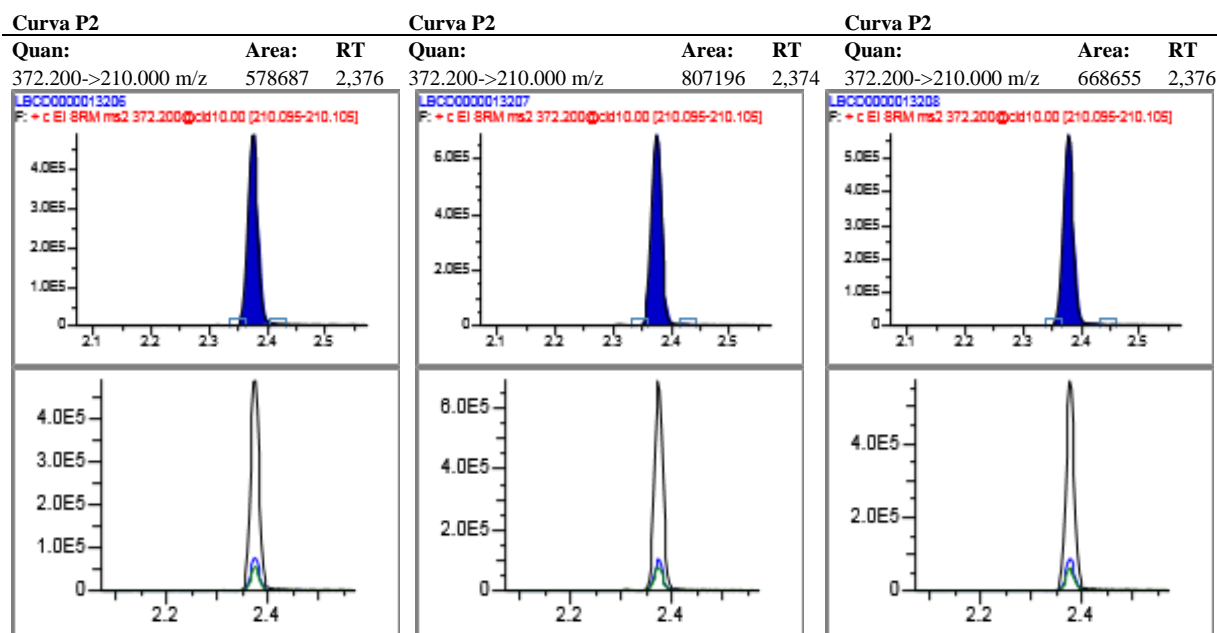 Curva P2 Curva P2 Curva P2
Quan: Area: RT Quan: Area: RT Quan: Area: RT
372.200->210.000 m/z 578687 2,376 372.200->210.000 m/z 807196 2,374 372.200->210.000 m/z 668655 2,376
LBCD0000013206 LBCD0000013207 LBCD0000013208
F: + c EI SRM ms2 372.200@cid10.00 [210.095-210.105] F: + c EI SRM ms2 372.200@cid10.00 [210.095-210.105] F: + c EI SRM ms2 372.200@cid10.00 [210.095-210.105]
4.0E5 6.0E5 5.0E5
4.0E5
3.0E5 4.0E5 3.0E5
2.0E5 2.0E5 2.0E5
1.0E5 1.0E5
0 0 0
2.1 2.2 2.3 2.4 2.5 2.1 2.2 2.3 2.4 2.5 2.1 2.2 2.3 2.4 2.5
4.0E5 6.0E5 4.0E5
3.0E5 4.0E5
2.0E5 2.0E5 2.0E5
1.0E5
0 0 0
2.2 2.4 2.2 2.4 2.2 2.4